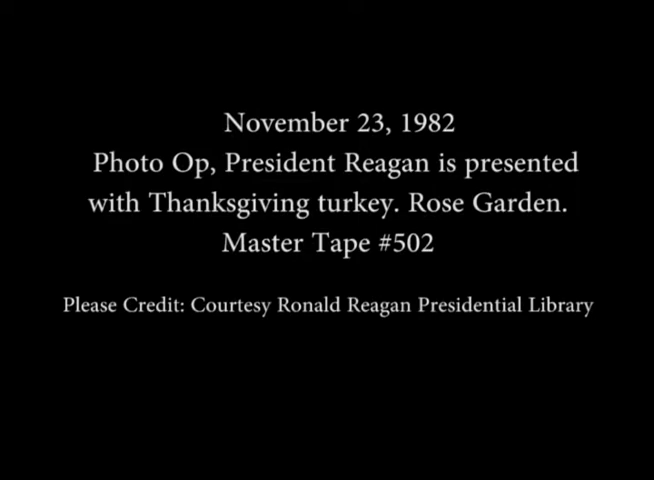 November 23, 1982
Photo Op, President Reagan is presented
with Thanksgiving turkey. Rose Garden.
Master Tape #502
Please Credit: Courtesy Ronald Reagan Presidential Library